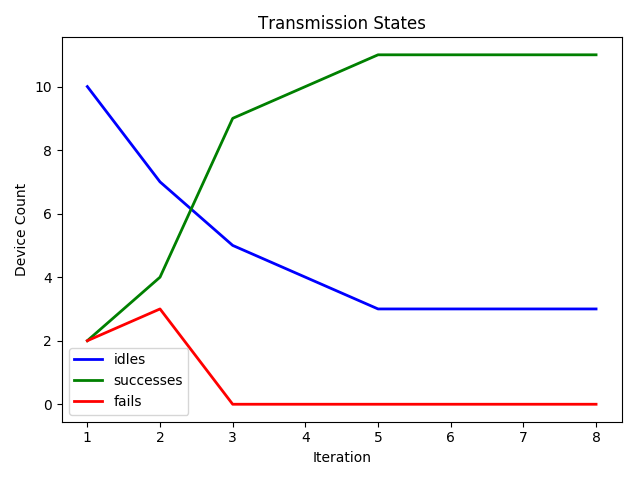 Transmission States
Device Count
10
8
6
4
2
0
idles
successes
fails
1 2 3 4 5 6 7 8
Iteration